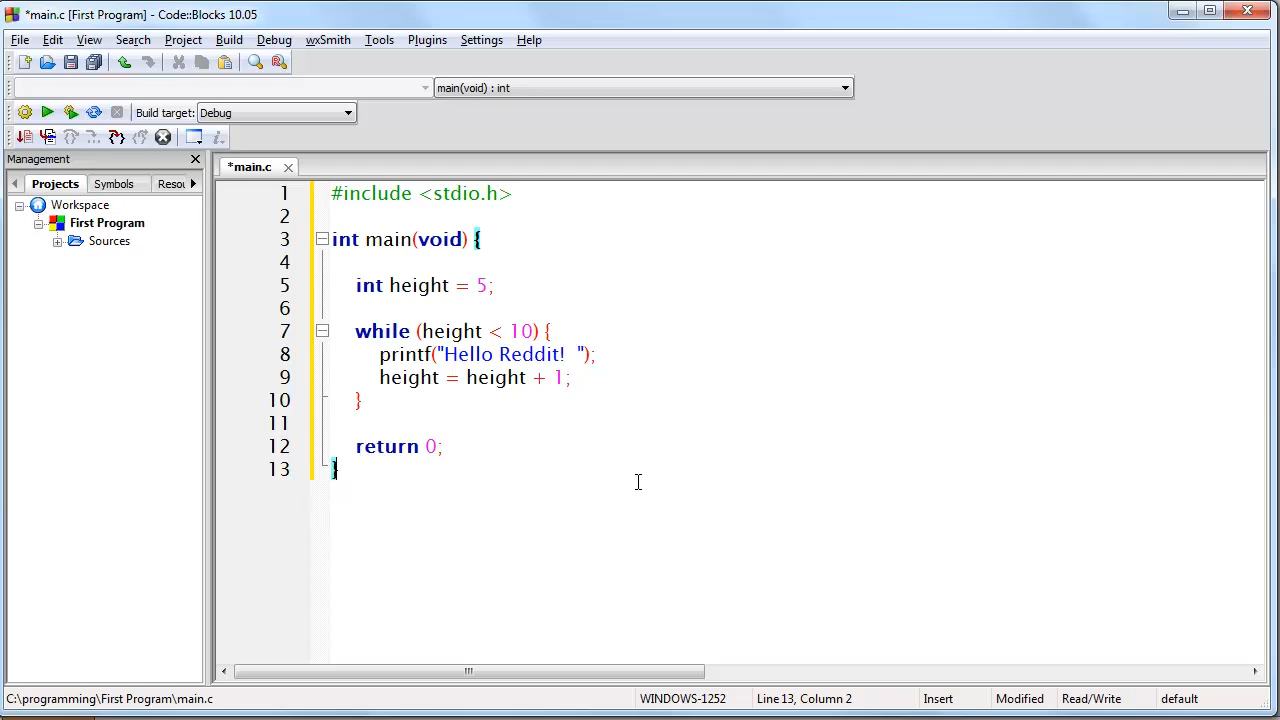 *main.c [First Program] - Code::Blocks 10.05
File Edit View Search Project Build Debug wxSmith Tools Plugins Settings Help
main(void) : int
Build target: Debug
Management
Projects Symbols Resou
*main.c
Workspace
First Program
Sources
1 #include <stdio.h>
2
3 int main(void) {
4
5 int height = 5;
6
7 while (height < 10) {
8 printf("Hello Reddit!  ");
9 height = height + 1;
10 }
11
12 return 0;
13 }
C:\programming\First Program\main.c WINDOWS-1252 Line 13, Column 2 Insert Modified Read/Write default